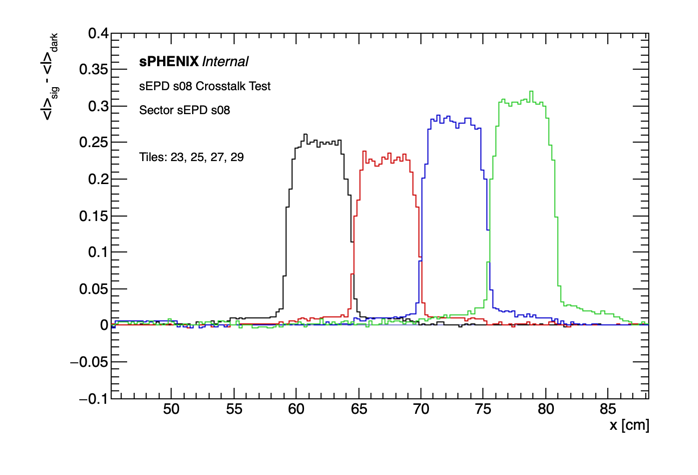 0.4
0.35
0.3
0.25
0.2
0.15
0.1
0.05
0
−0.05
−0.1
<I>sig - <I>dark
sPHENIX Internal
sEPD s08 Crosstalk Test
Sector sEPD s08
Tiles: 23, 25, 27, 29
50 55 60 65 70 75 80 85
x [cm]